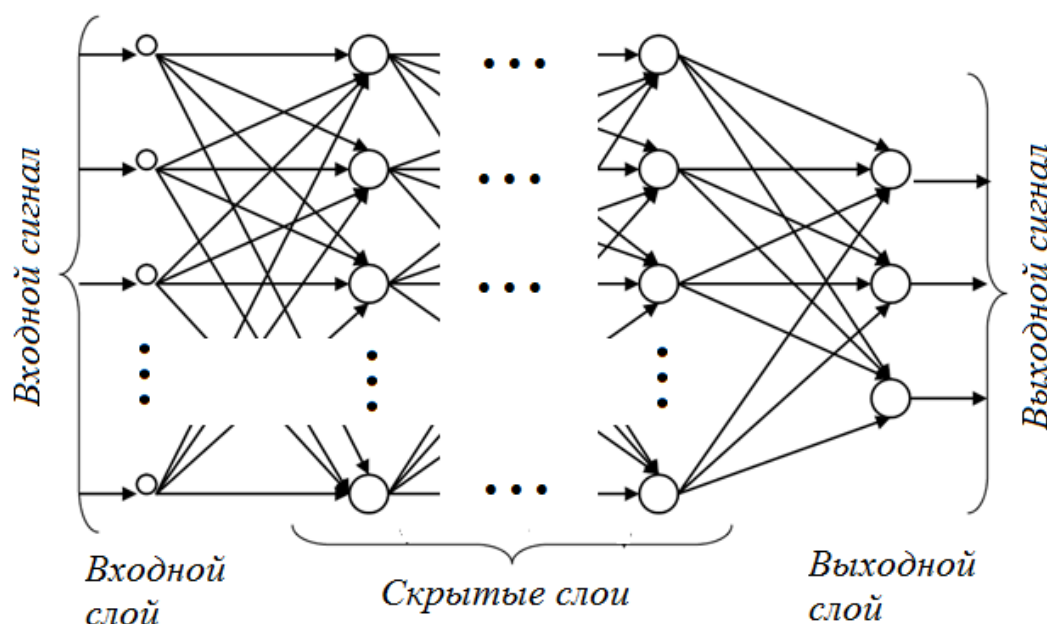 Входной сигнал
Выходной сигнал
Входной
слой
Скрытые слои
Выходной
слой